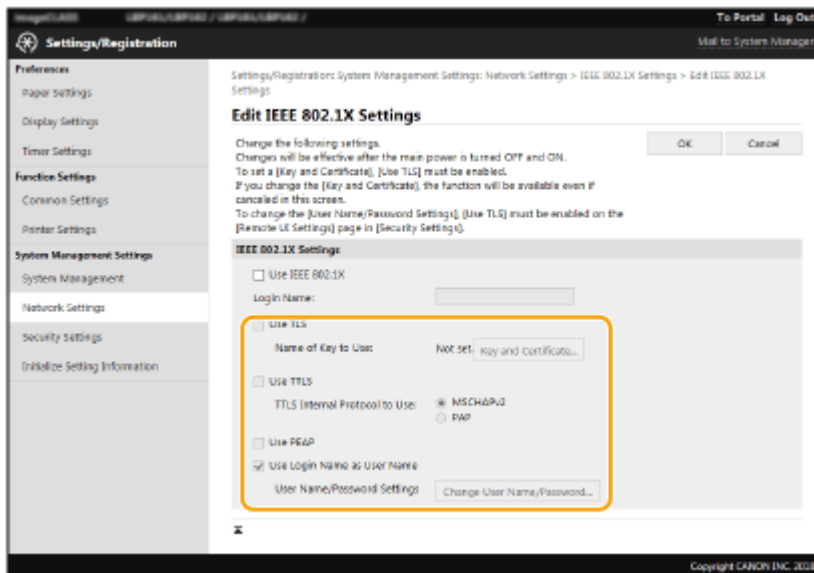 To Portal Log Out
Settings/Registration
Mail to System Manager
Preferences
Paper Settings
Display Settings
Timer Settings
Function Settings
Common Settings
Printer Settings
System Management Settings
System Management
Network Settings
Security Settings
Initialize Setting Information
Settings/Registration: System Management Settings: Network Settings > IEEE 802.1X Settings > Edit IEEE 802.1X
Settings
Edit IEEE 802.1X Settings
Change the following settings.
Changes will be effective after the main power is turned OFF and ON.
To set a [Key and Certificate], [Use TLS] must be enabled.
If you change the [Key and Certificate], the function will be available even if
canceled in this screen.
To change the [User Name/Password Settings], [Use TLS] must be enabled on the
[Remote UI Settings] page in [Security Settings].
OK Cancel
IEEE 802.1X Settings
Use IEEE 802.1X
Login Name:
Use TLS
Name of Key to Use: Not set. Key and Certificate...
Use TTLS
TTLS Internal Protocol to Use: MSCHAPv2
PAP
Use PEAP
Use Login Name as User Name
User Name/Password Settings Change User Name/Password...
Copyright CANON INC. 2018